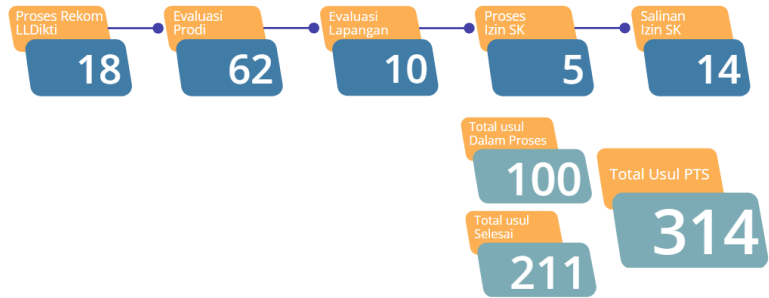 Proses Rekom
LLDikti
18
Evaluasi
Prodi
62
Evaluasi
Lapangan
10
Proses
Izin SK
5
Salinan
Izin SK
14
Total usul
Dalam Proses
100
Total usul
Selesai
211
Total Usul PTS
314